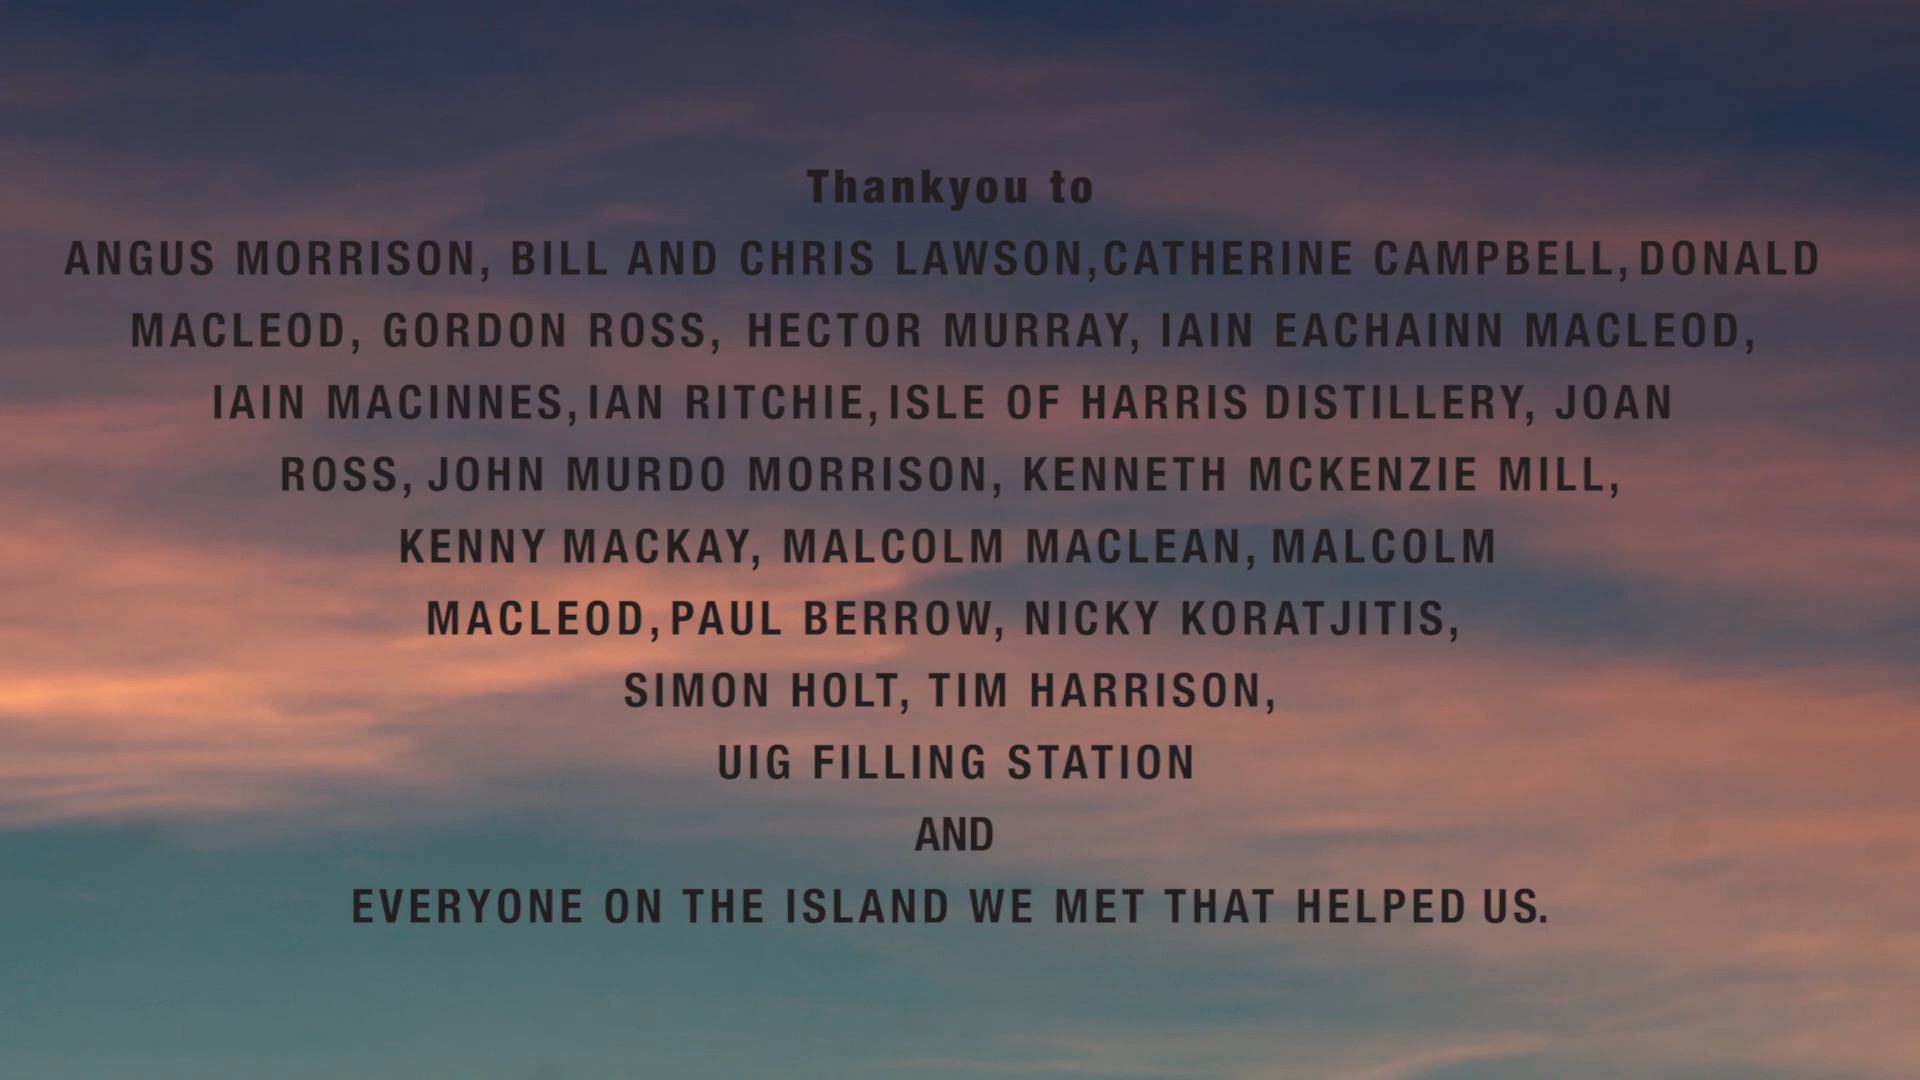 Thankyou to
ANGUS MORRISON, BILL AND CHRIS LAWSON,CATHERINE CAMPBELL,DONALD
MACLEOD, GORDON ROSS, HECTOR MURRAY, IAIN EACHAINN MACLEOD,
IAIN MACINNES,IAN RITCHIE,ISLE OF HARRIS DISTILLERY, JOAN
ROSS, JOHN MURDO MORRISON, KENNETH MCKENZIE MILL,
KENNY MACKAY, MALCOLM MACLEAN,MALCOLM
MACLEOD,PAUL BERROW, NICKY KORATJITIS,
SIMON HOLT, TIM HARRISON,
UIG FILLING STATION
AND
EVERYONE ON THE ISLAND WE MET THAT HELPED US.